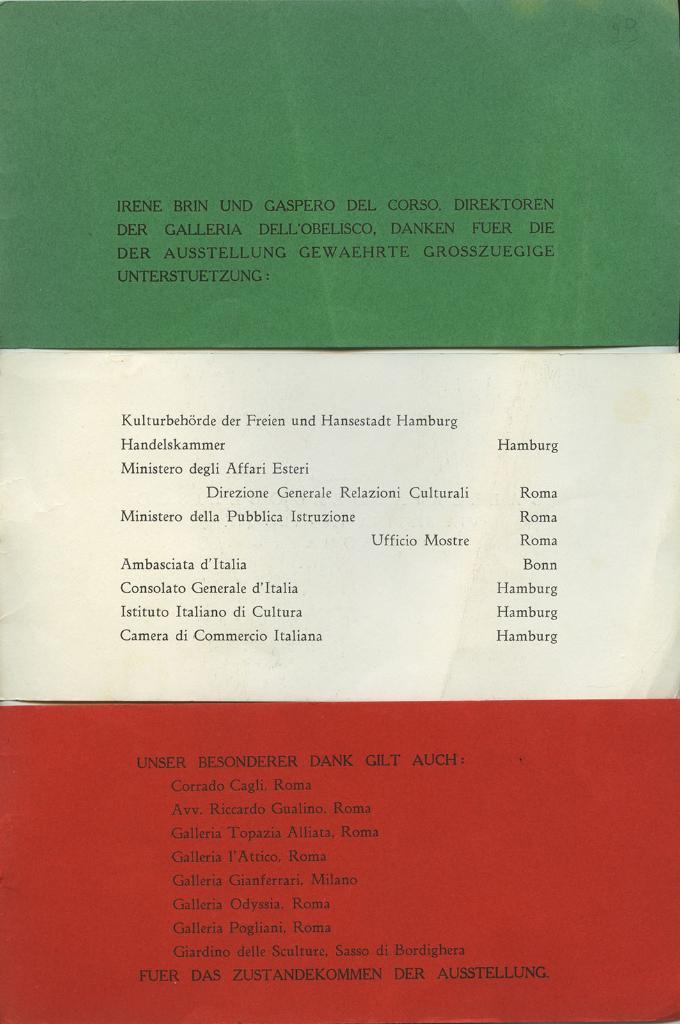 IRENE BRIN UND GASPERO DEL CORSO, DIREKTOREN
DER GALLERIA DELL'OBELISCO, DANKEN FUER DIE
DER AUSSTELLUNG GEWAEHRTE GROSSZUEGIGE
UNTERSTUETZUNG:
Kulturbehörde der Freien und Hansestadt Hamburg
Handelskammer Hamburg
Ministero degli Affari Esteri
Direzione Generale Relazioni Culturali Roma
Ministero della Pubblica Istruzione Roma
Ufficio Mostre Roma
Ambasciata d'Italia Bonn
Consolato Generale d'Italia Hamburg
Istituto Italiano di Cultura Hamburg
Camera di Commercio Italiana Hamburg
UNSER BESONDERER DANK GILT AUCH:
Corrado Cagli, Roma
Avv. Riccardo Gualino, Roma
Galleria Topazia Alliata, Roma
Galleria l'Attico, Roma
Galleria Gianferrari, Milano
Galleria Odyssia, Roma
Galleria Pogliani, Roma
Giardino delle Sculture, Sasso di Bordighera
FUER DAS ZUSTANDEKOMMEN DER AUSSTELLUNG.